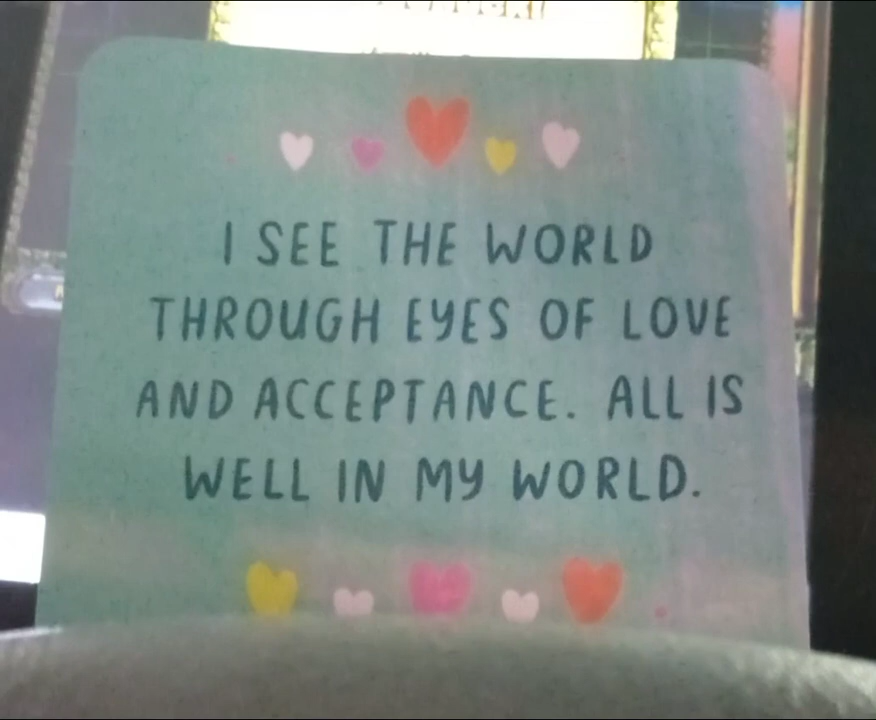 I SEE THE WORLD
THROUGH EYES OF LOVE
AND ACCEPTANCE. ALL IS
WELL IN MY WORLD.